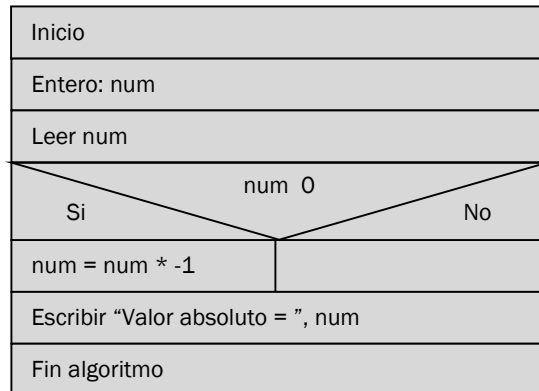 Inicio
Entero: num
Leer num
num 0
Si No
num = num * -1
Escribir “Valor absoluto = ”, num
Fin algoritmo